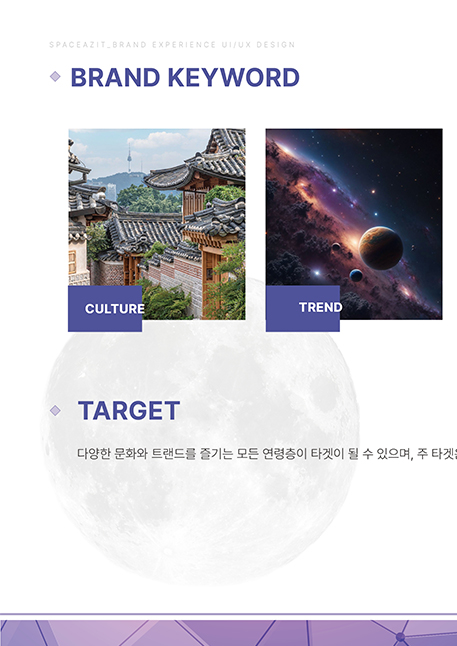 SPACEAZIT_BRAND EXPERIENCE UI/UX DESIGN
BRAND KEYWORD
CULTURE
TREND
TARGET
다양한 문화와 트랜드를 즐기는 모든 연령층이 타겟이 될 수 있으며, 주 타겟은